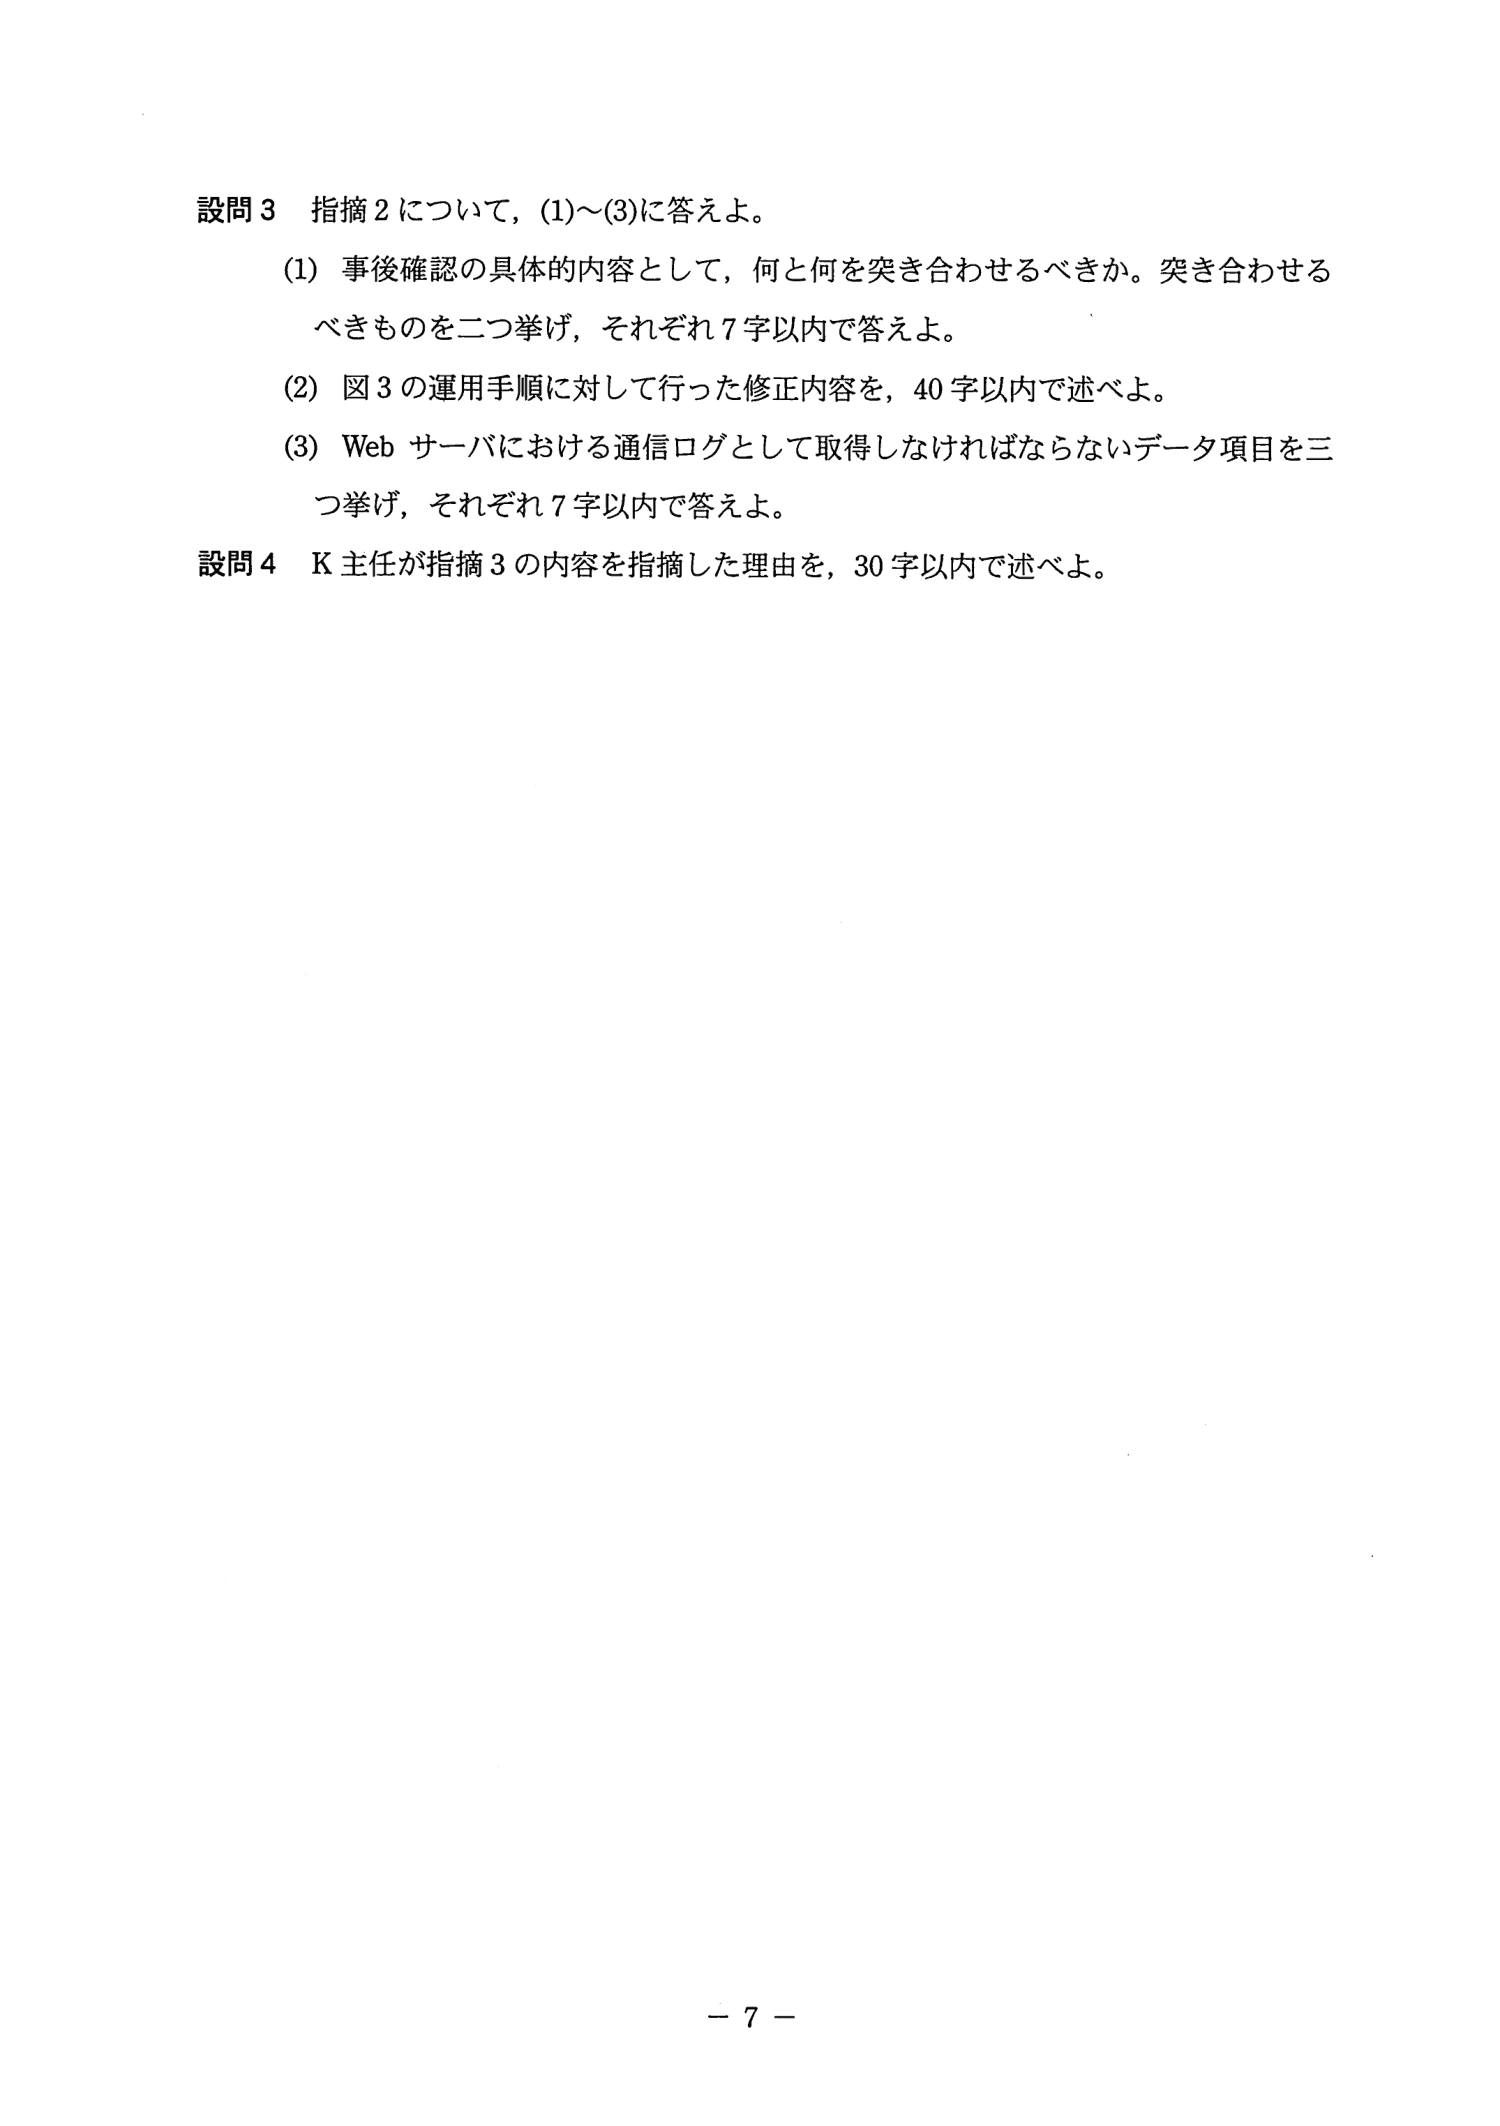 設問3 指摘2について，(1)～(3)に答えよ。
(1) 事後確認の具体的内容として，何と何を突き合わせるべきか。突き合わせる
べきものを二つ挙げ，それぞれ7字以内で答えよ。
(2) 図3の運用手順に対して行った修正内容を，40字以内で述べよ。
(3) Web サーバにおける通信ログとして取得しなければならないデータ項目を三
つ挙げ，それぞれ7字以内で答えよ。
設問4 K主任が指摘3の内容を指摘した理由を，30字以内で述べよ。
－ 7 －